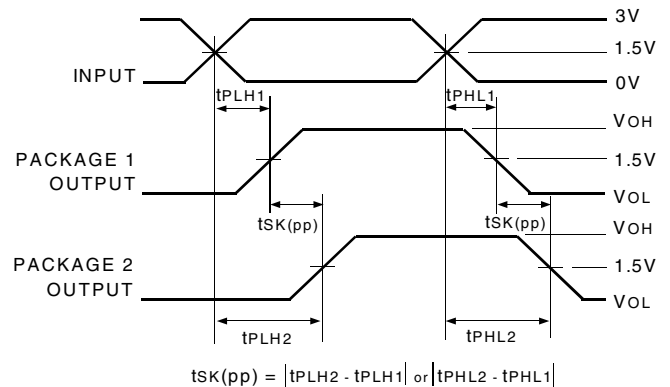 3V
1.5V
INPUT
0V
tPLH1
tPHL1
VOH
PACKAGE 1
OUTPUT
1.5V
VOL
tSK(pp)
tSK(pp)
VOH
PACKAGE 2
OUTPUT
1.5V
VOL
tPLH2
tPHL2
tSK(pp) = |tPLH2 - tPLH1| or |tPHL2 - tPHL1|